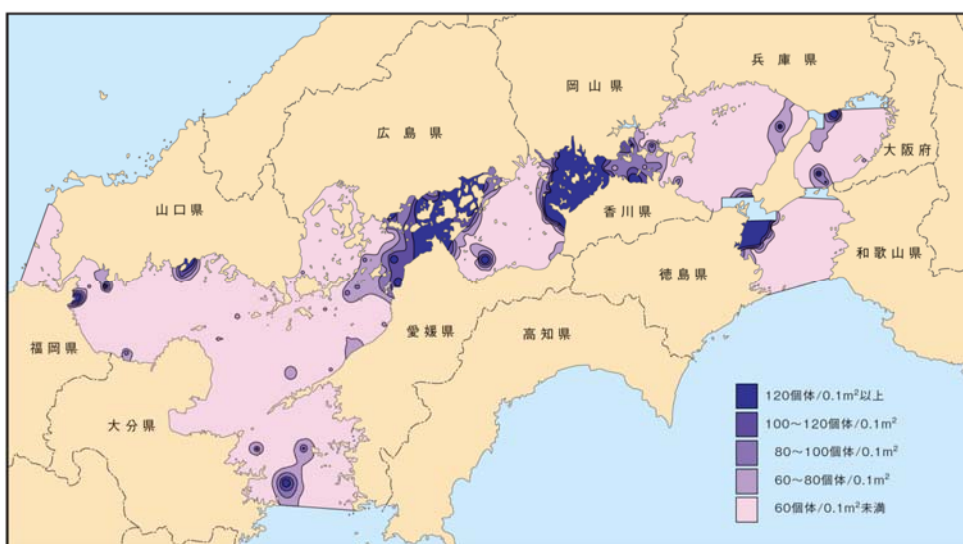 兵庫県
岡山県
広島県
大阪府
山口県
香川県
和歌山県
徳島県
愛媛県
高知県
福岡県
大分県
120個体/0.1m²以上
100～120個体/0.1m²
80～100個体/0.1m²
60～80個体/0.1m²
60個体/0.1m²未満